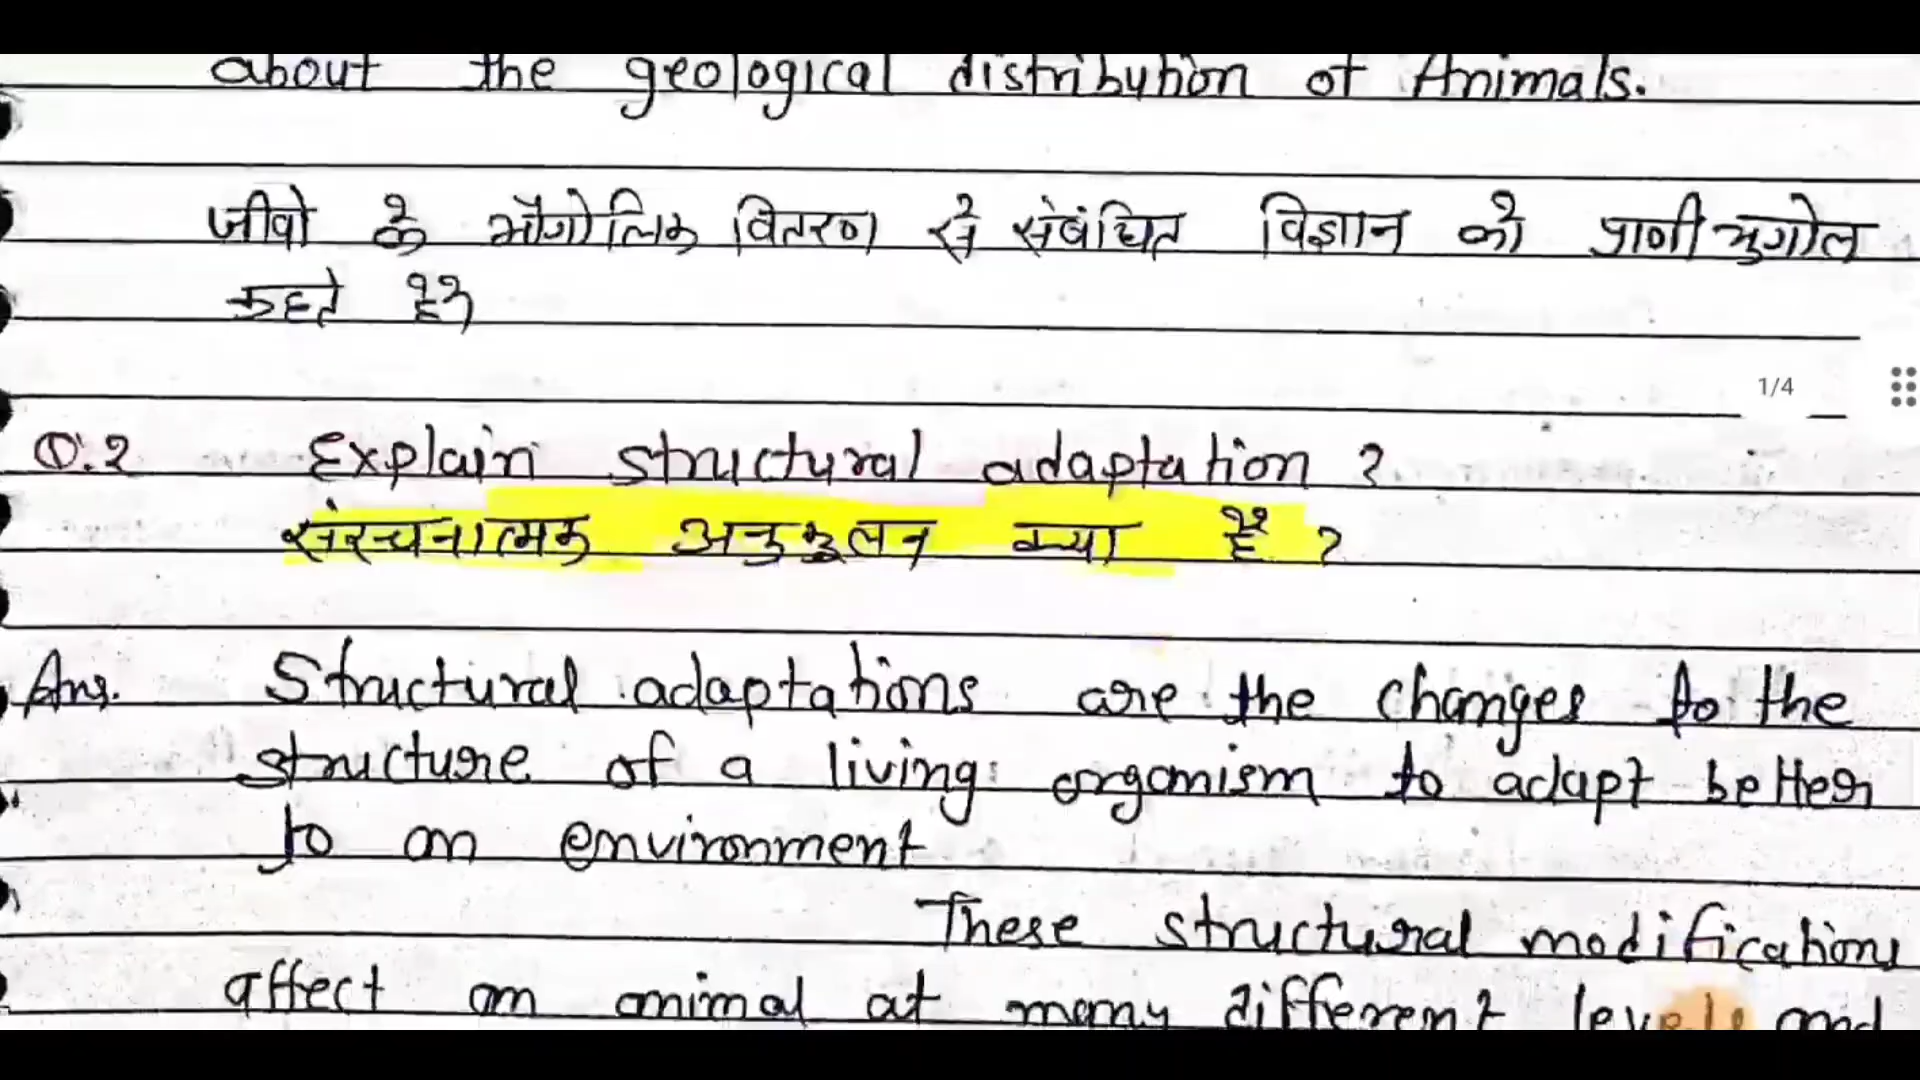 about the geological distribution of Animals.
जीवो के भौगोलिक वितरण से संबंधित विज्ञान को प्राणी भुगोल
कहते है
1/4
Q.2 Explain structural adaptation ?
संरचनात्मक अनुकुलन क्या है ?
Ans. Structural adaptations are the changes to the
structure of a living organism to adapt better
to an environment
These structural modifications
affect an animal at many different levels and